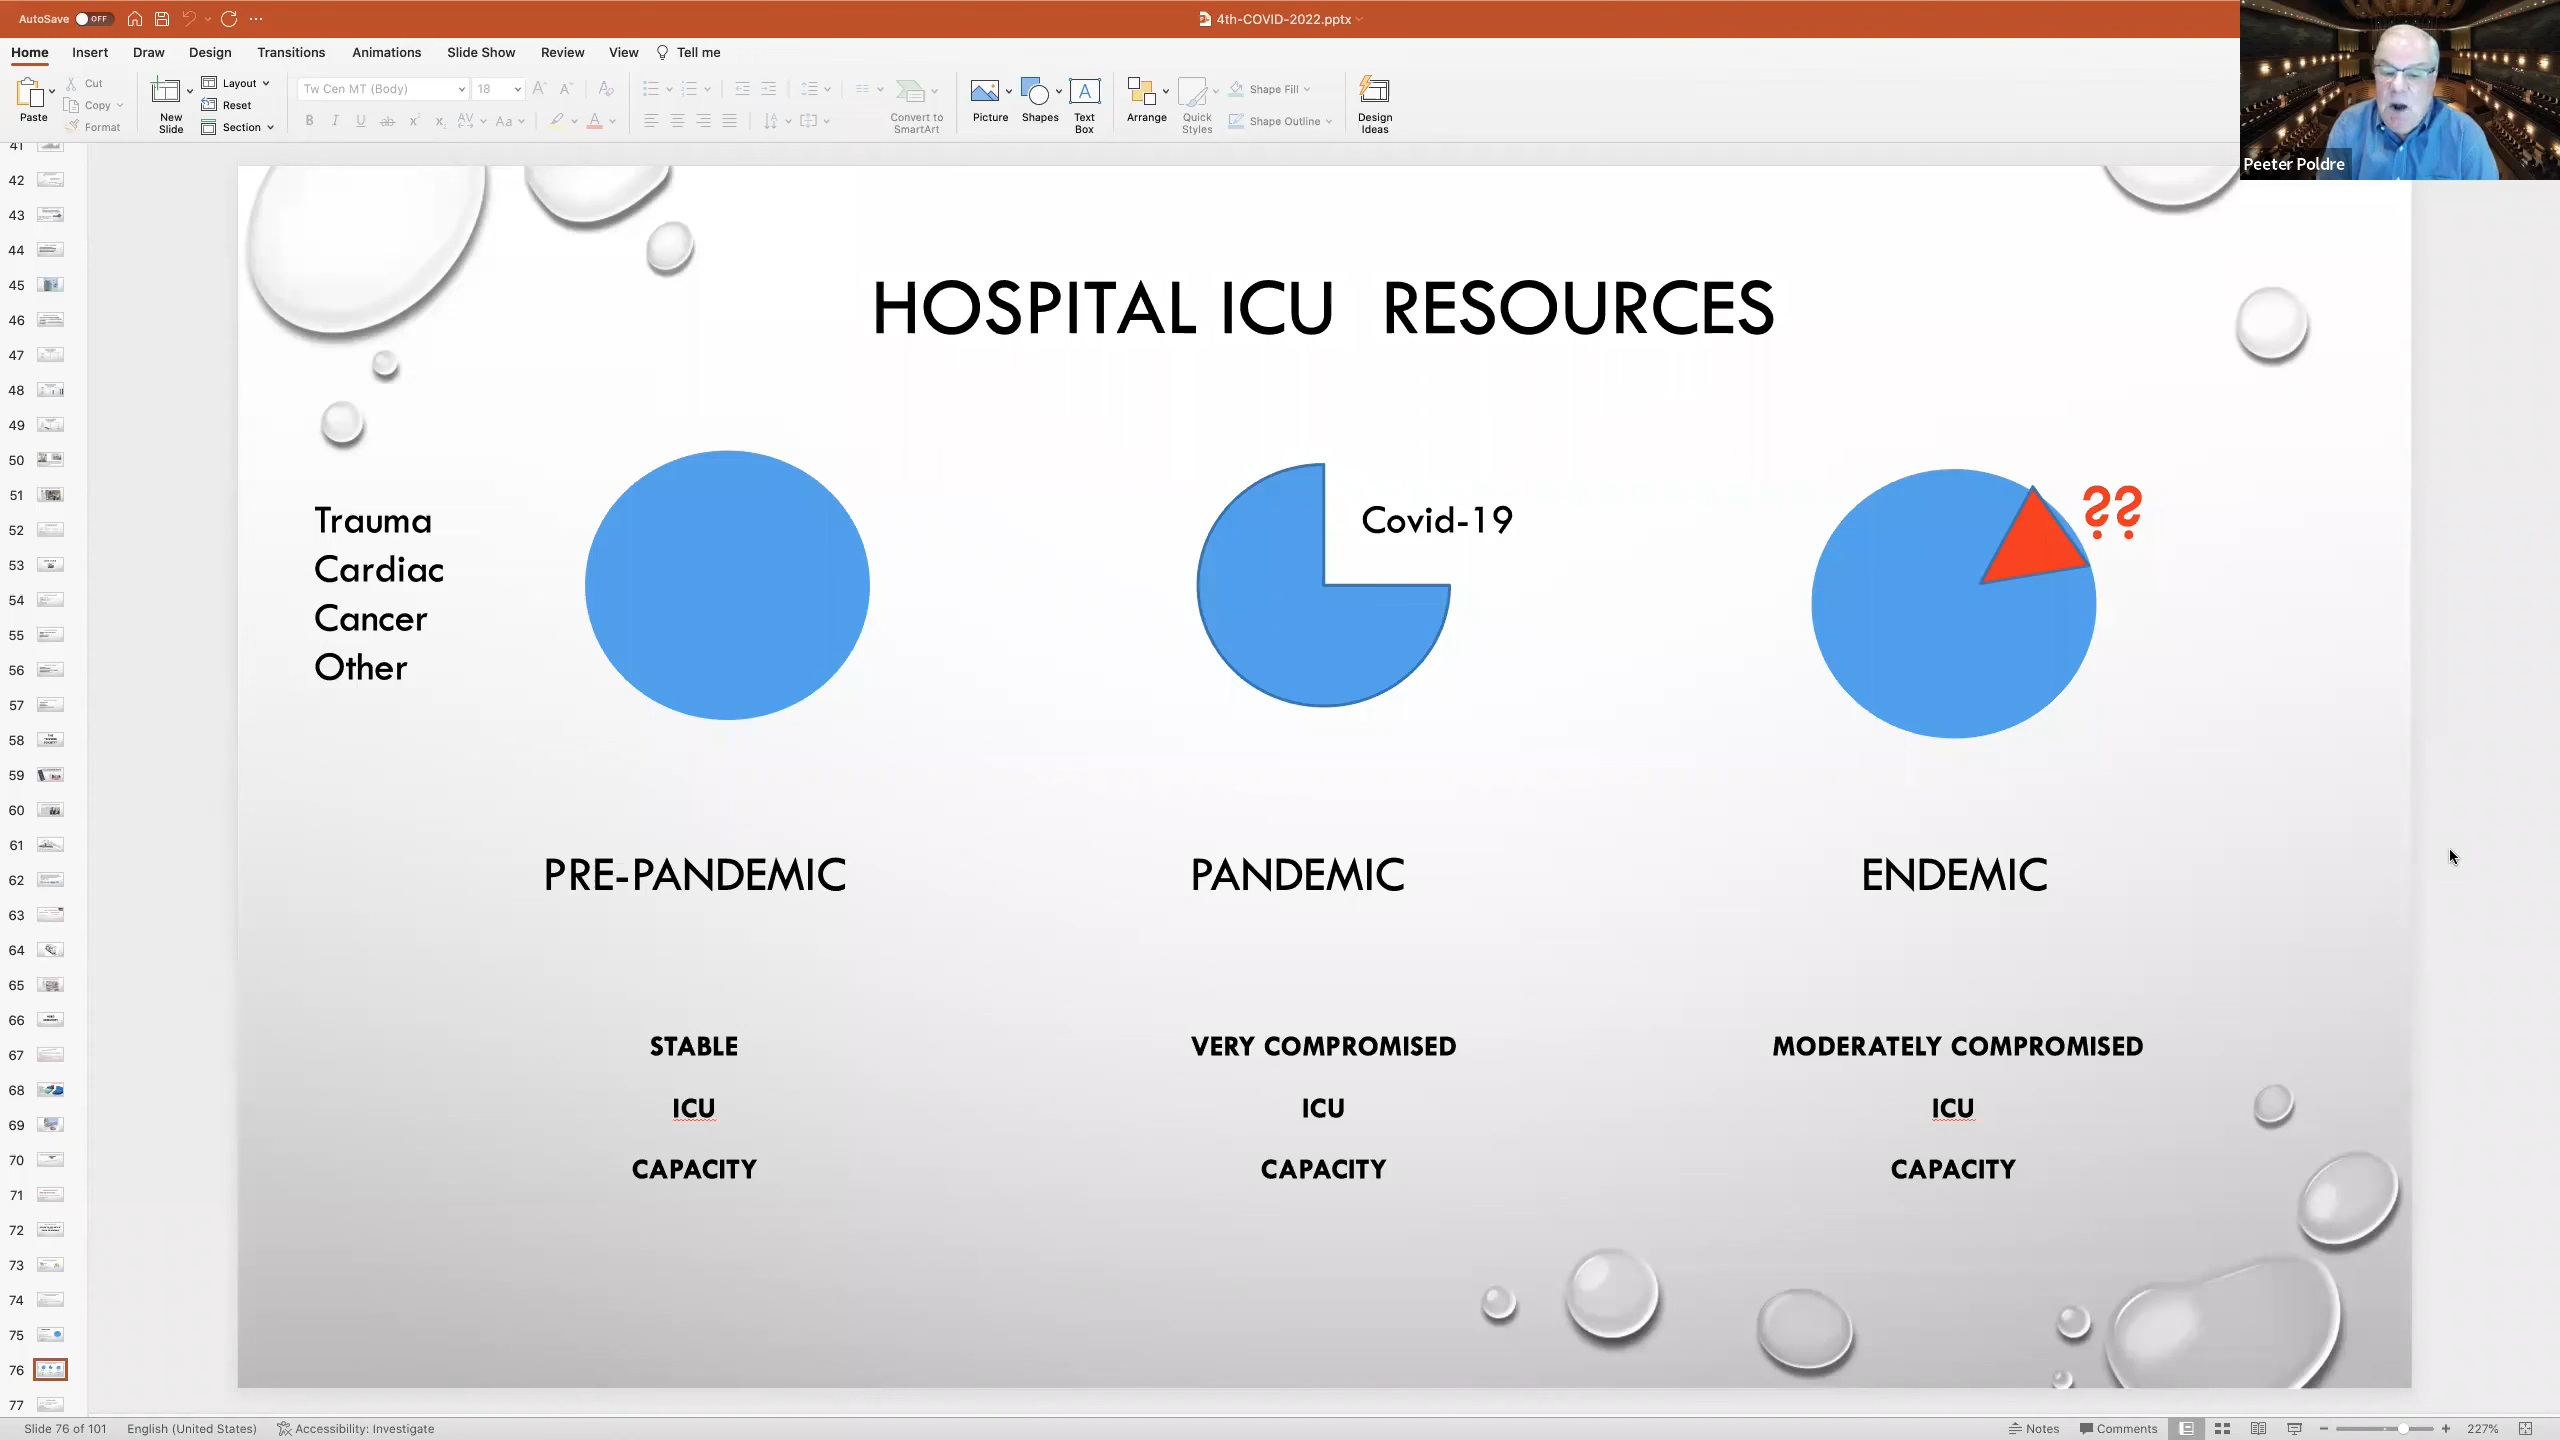 AutoSave OFF
4th-COVID-2022.pptx
Home Insert Draw Design Transitions Animations Slide Show Review View Tell me
Paste
Cut
Copy
Format
New
Slide
Layout
Reset
Section
Tw Cen MT (Body) 18
Convert to
SmartArt
Picture
Shapes
Text
Box
Arrange
Quick
Styles
Shape Fill
Shape Outline
Design
Ideas
Peeter Poldre
41
42
43
44
45
46
47
48
49
50
51
52
53
54
55
56
57
58
59
60
61
62
63
64
65
66
67
68
69
70
71
72
73
74
75
76
77
HOSPITAL ICU RESOURCES
Trauma
Cardiac
Cancer
Other
Covid-19
??
PRE-PANDEMIC
PANDEMIC
ENDEMIC
STABLE
ICU
CAPACITY
VERY COMPROMISED
ICU
CAPACITY
MODERATELY COMPROMISED
ICU
CAPACITY
Slide 76 of 101 English (United States) Accessibility: Investigate
Notes Comments 227%